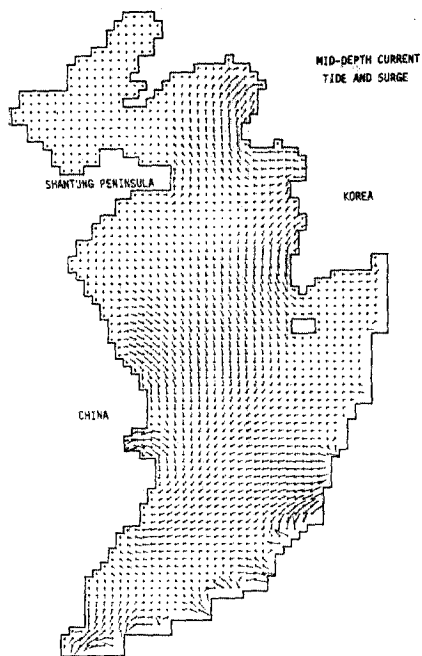 MID-DEPTH CURRENT
TIDE AND SURGE
SHANTUNG PENINSULA
KOREA
CHINA